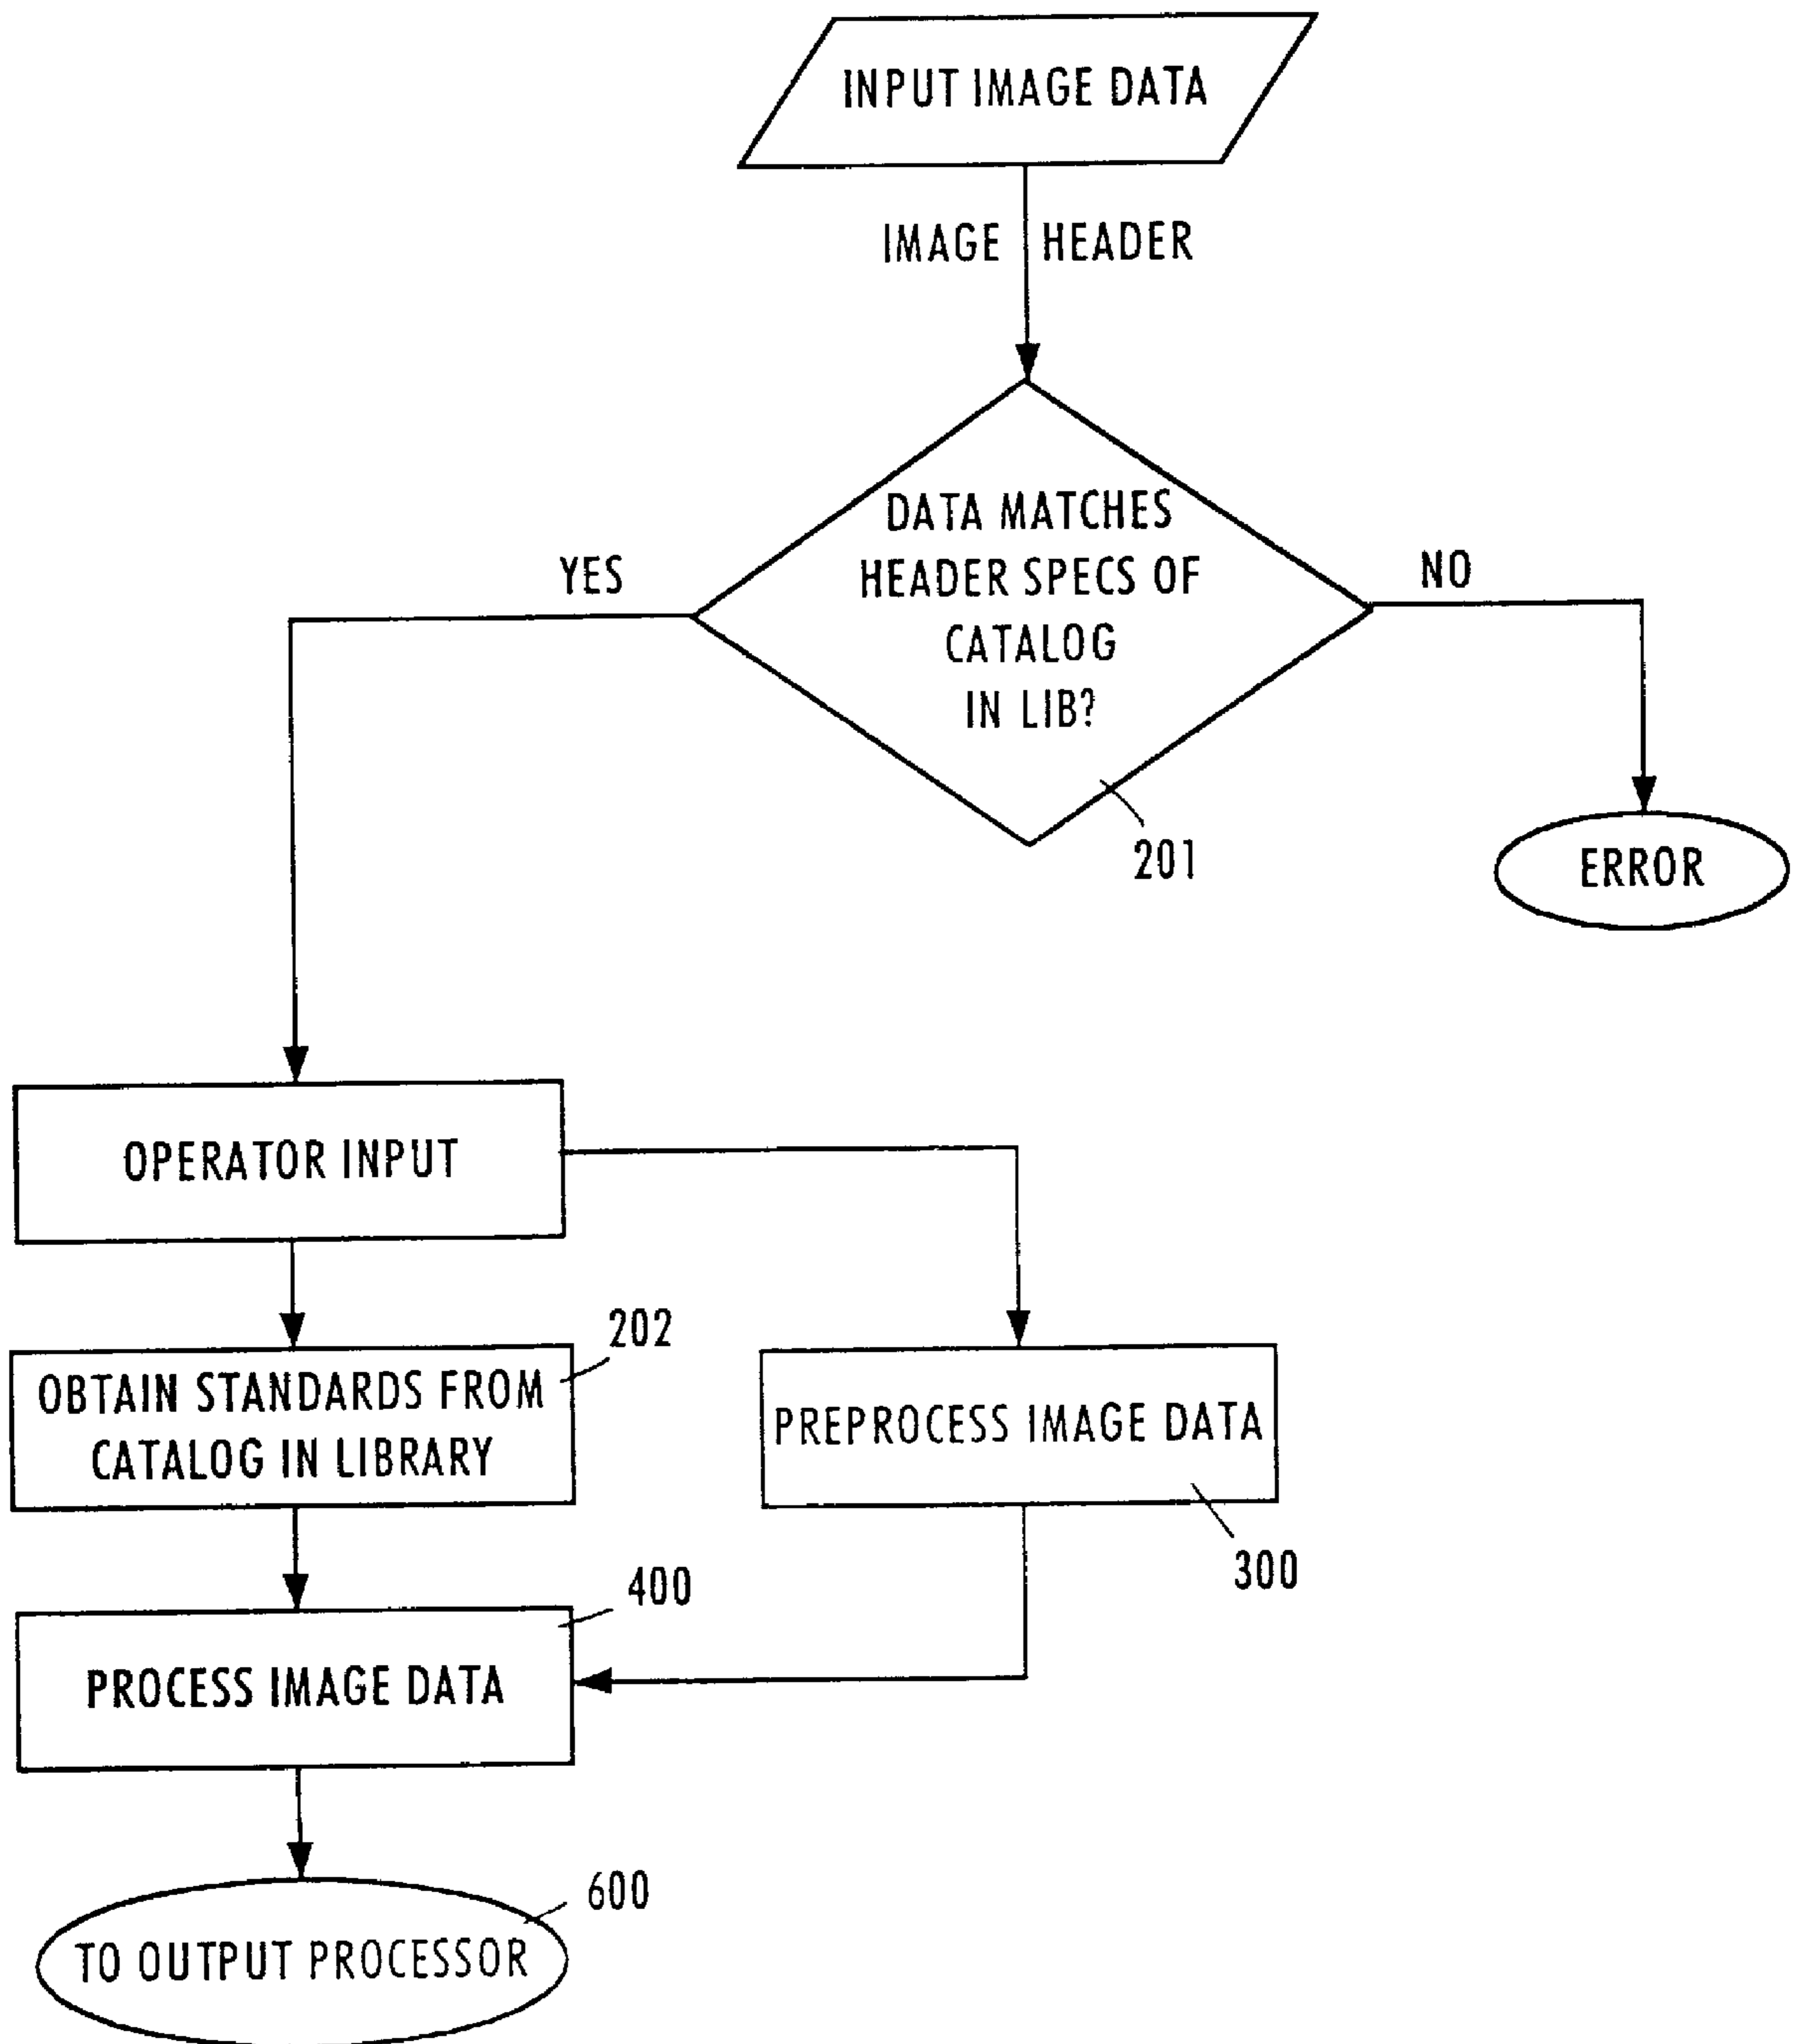 INPUT IMAGE DATA
IMAGE HEADER
DATA MATCHES
HEADER SPECS OF
CATALOG
IN LIB?
YES
NO
201
ERROR
OPERATOR INPUT
202
OBTAIN STANDARDS FROM
CATALOG IN LIBRARY
PREPROCESS IMAGE DATA
300
400
PROCESS IMAGE DATA
600
TO OUTPUT PROCESSOR